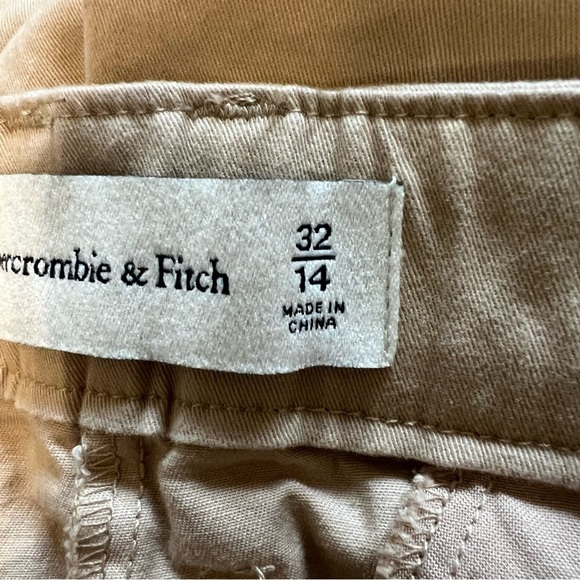 ercrombie & Fitch
32
14
MADE IN
CHINA